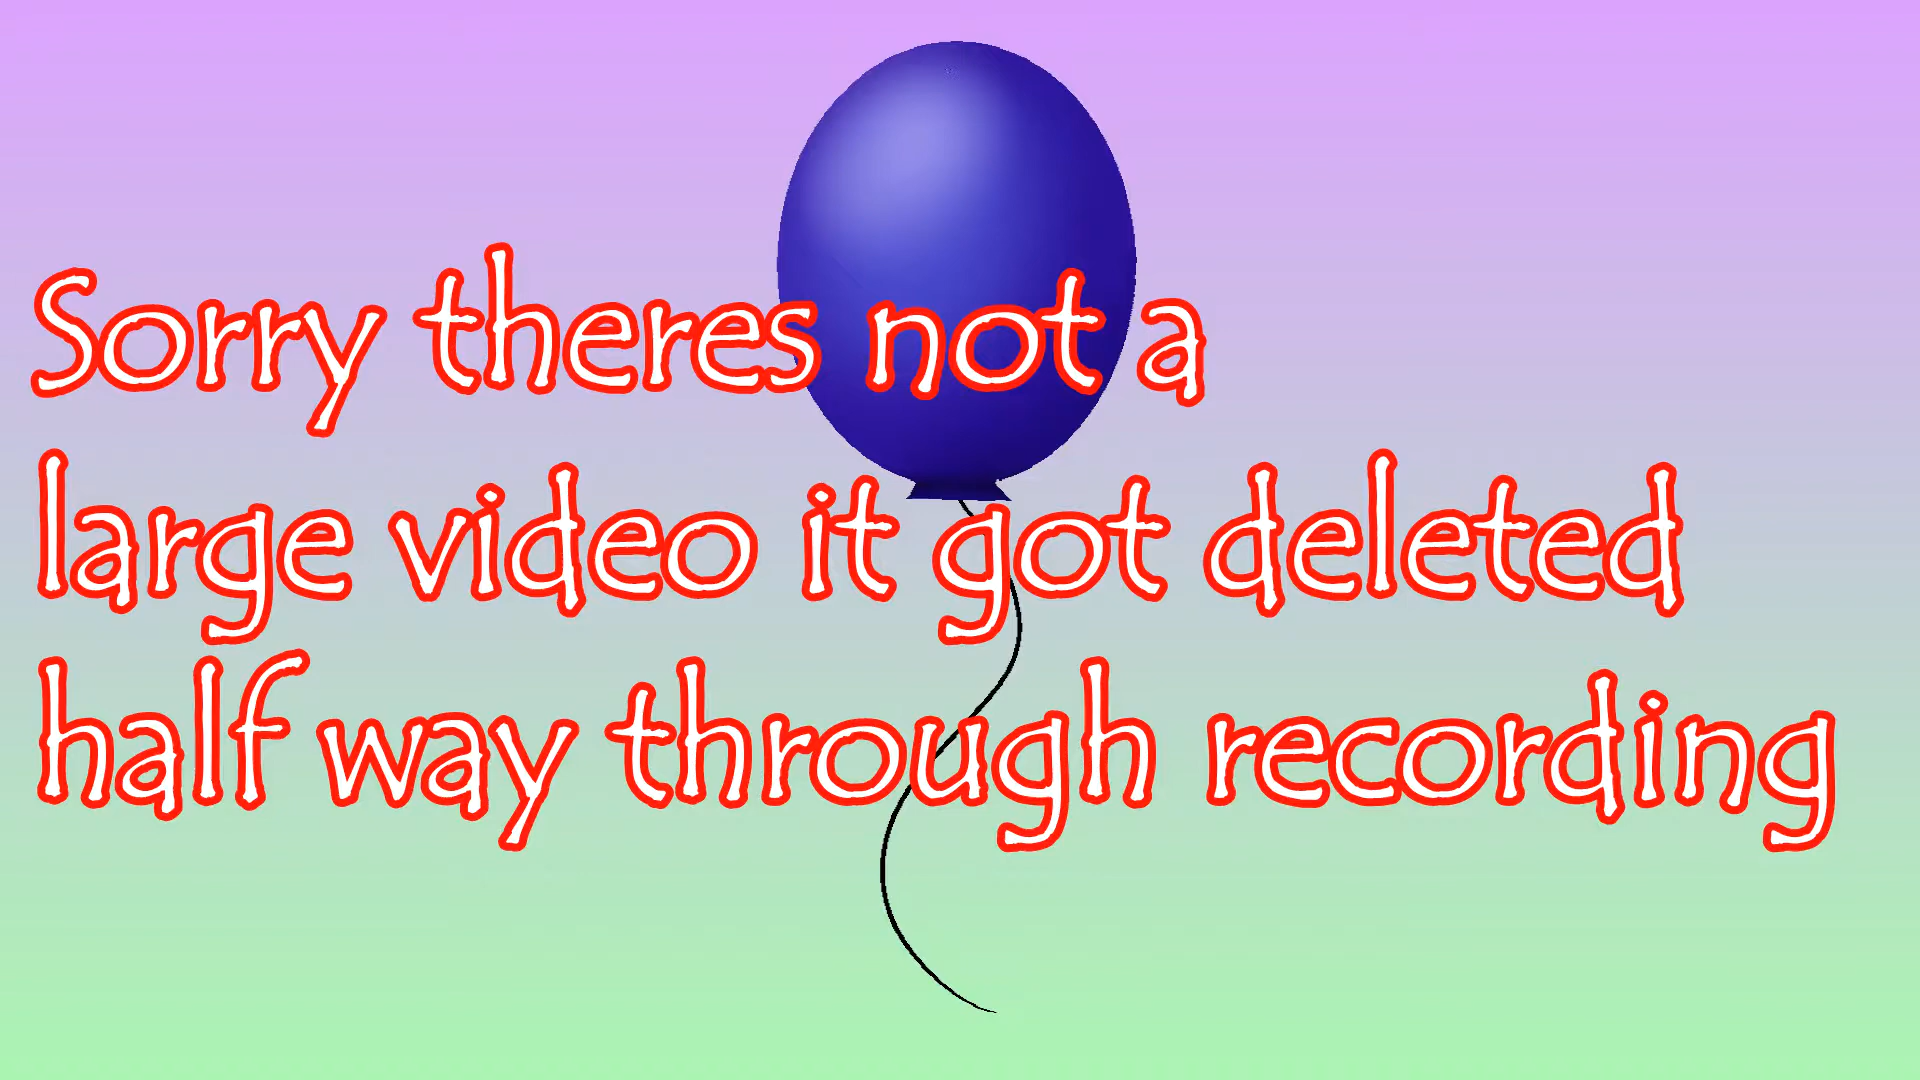 Sorry theres not a
large video it got deleted
half way through recording